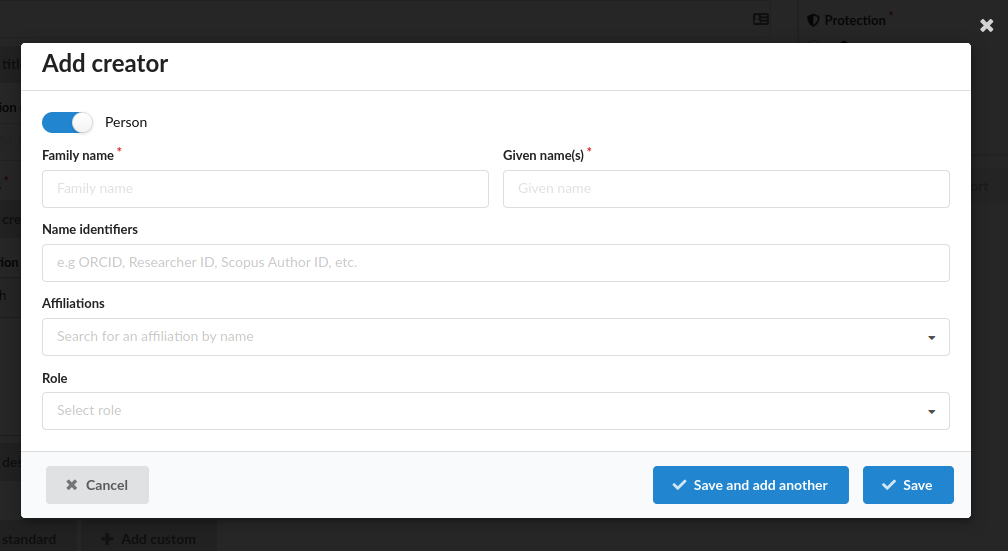 Protection *
Add creator
Person
Family name *
Given name(s) *
Family name
Given name
Name identifiers
e.g ORCID, Researcher ID, Scopus Author ID, etc.
Affiliations
Search for an affiliation by name
Role
Select role
Cancel
Save and add another
Save
standard
Add custom